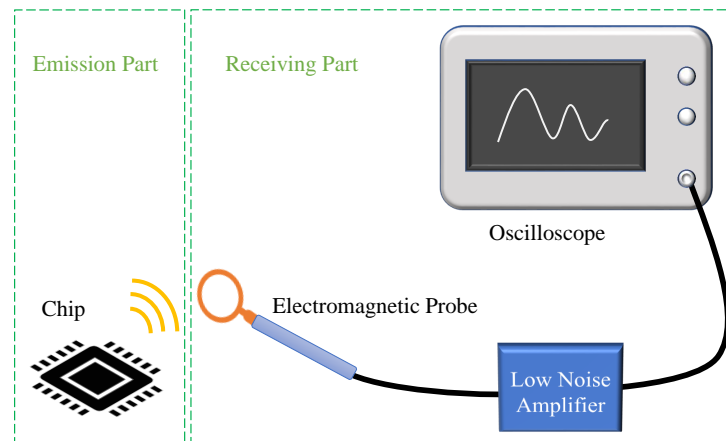 Emission Part
Receiving Part
Oscilloscope
Chip
Electromagnetic Probe
Low Noise
Amplifier